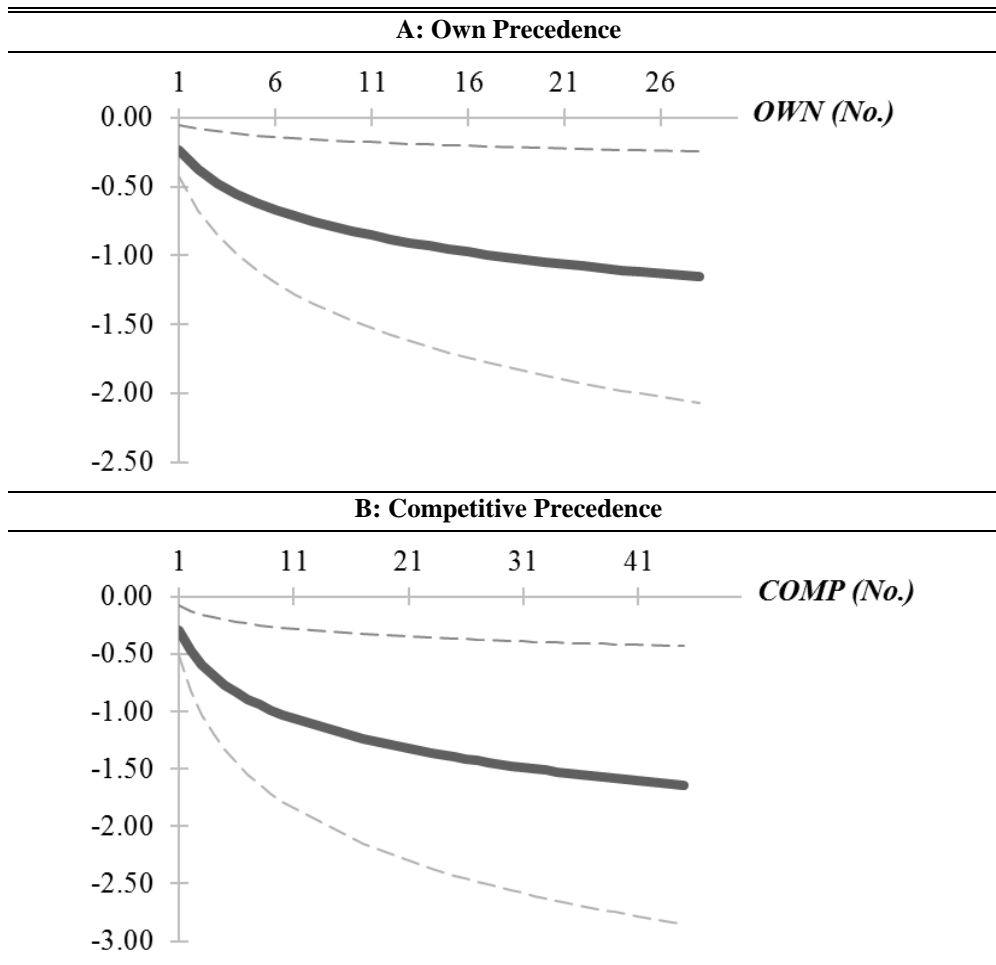 A: Own Precedence
1 6 11 16 21 26
0.00 OWN (No.)
-0.50
-1.00
-1.50
-2.00
-2.50
B: Competitive Precedence
1 11 21 31 41
0.00 COMP (No.)
-0.50
-1.00
-1.50
-2.00
-2.50
-3.00